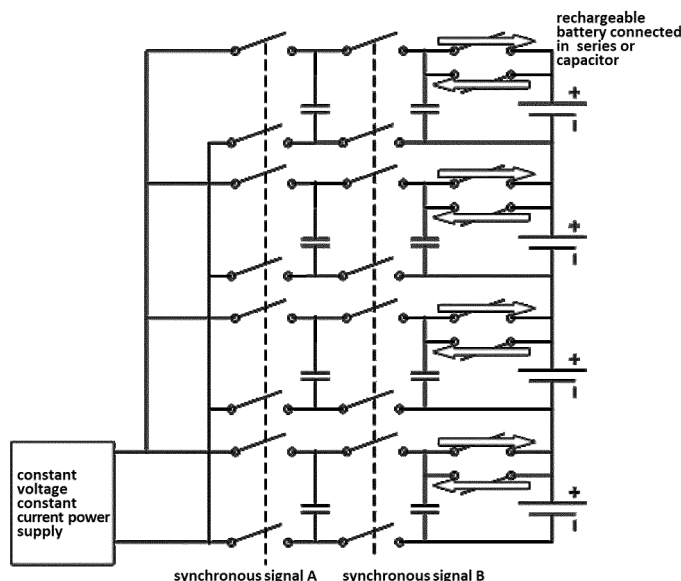 rechargeable
battery connected
in series or
capacitor
+
−
+
−
+
−
+
−
constant
voltage
constant
current power
supply
synchronous signal A
synchronous signal B